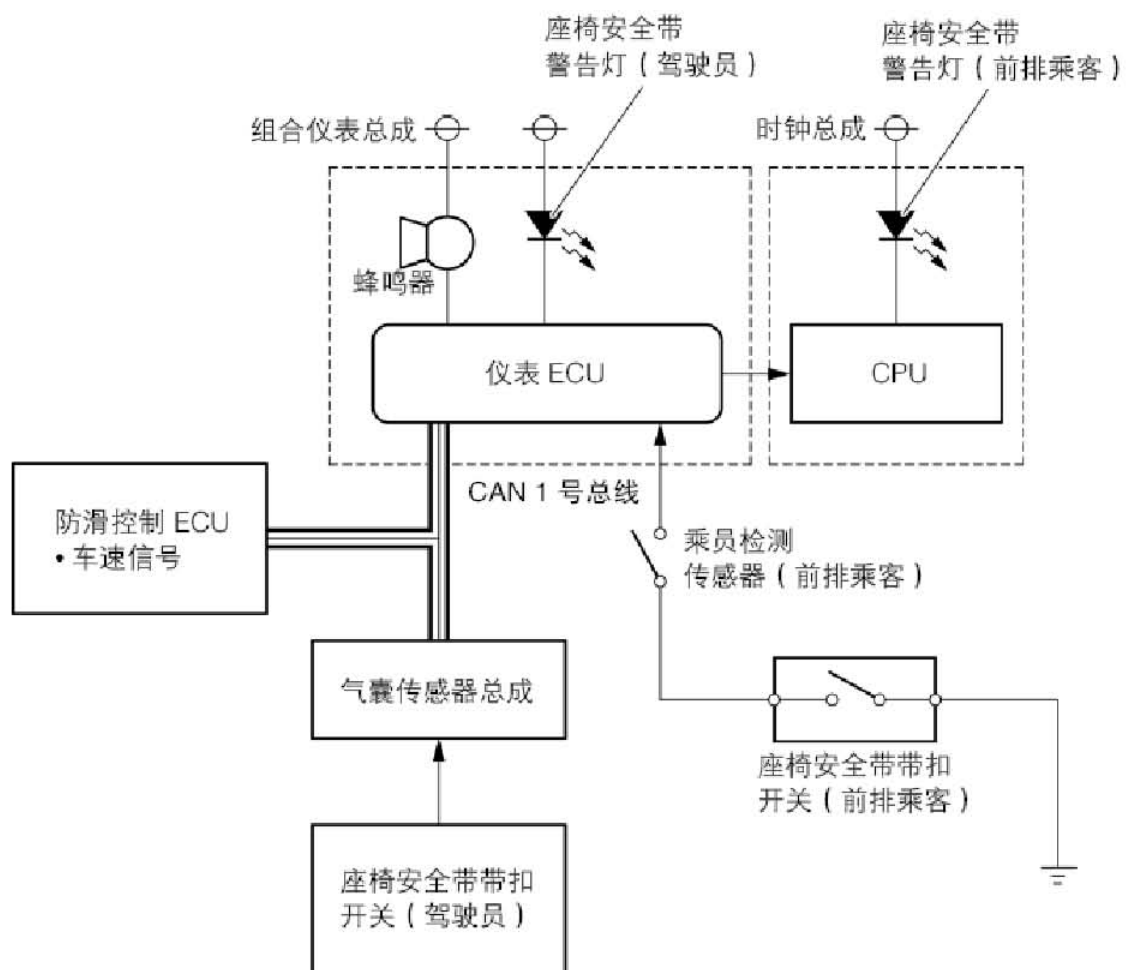 座椅安全带
警告灯（驾驶员）
座椅安全带
警告灯（前排乘客）
组合仪表总成
时钟总成
蜂鸣器
仪表 ECU
CPU
CAN 1 号总线
防滑控制 ECU
• 车速信号
乘员检测
传感器（前排乘客）
气囊传感器总成
座椅安全带带扣
开关（前排乘客）
座椅安全带带扣
开关（驾驶员）